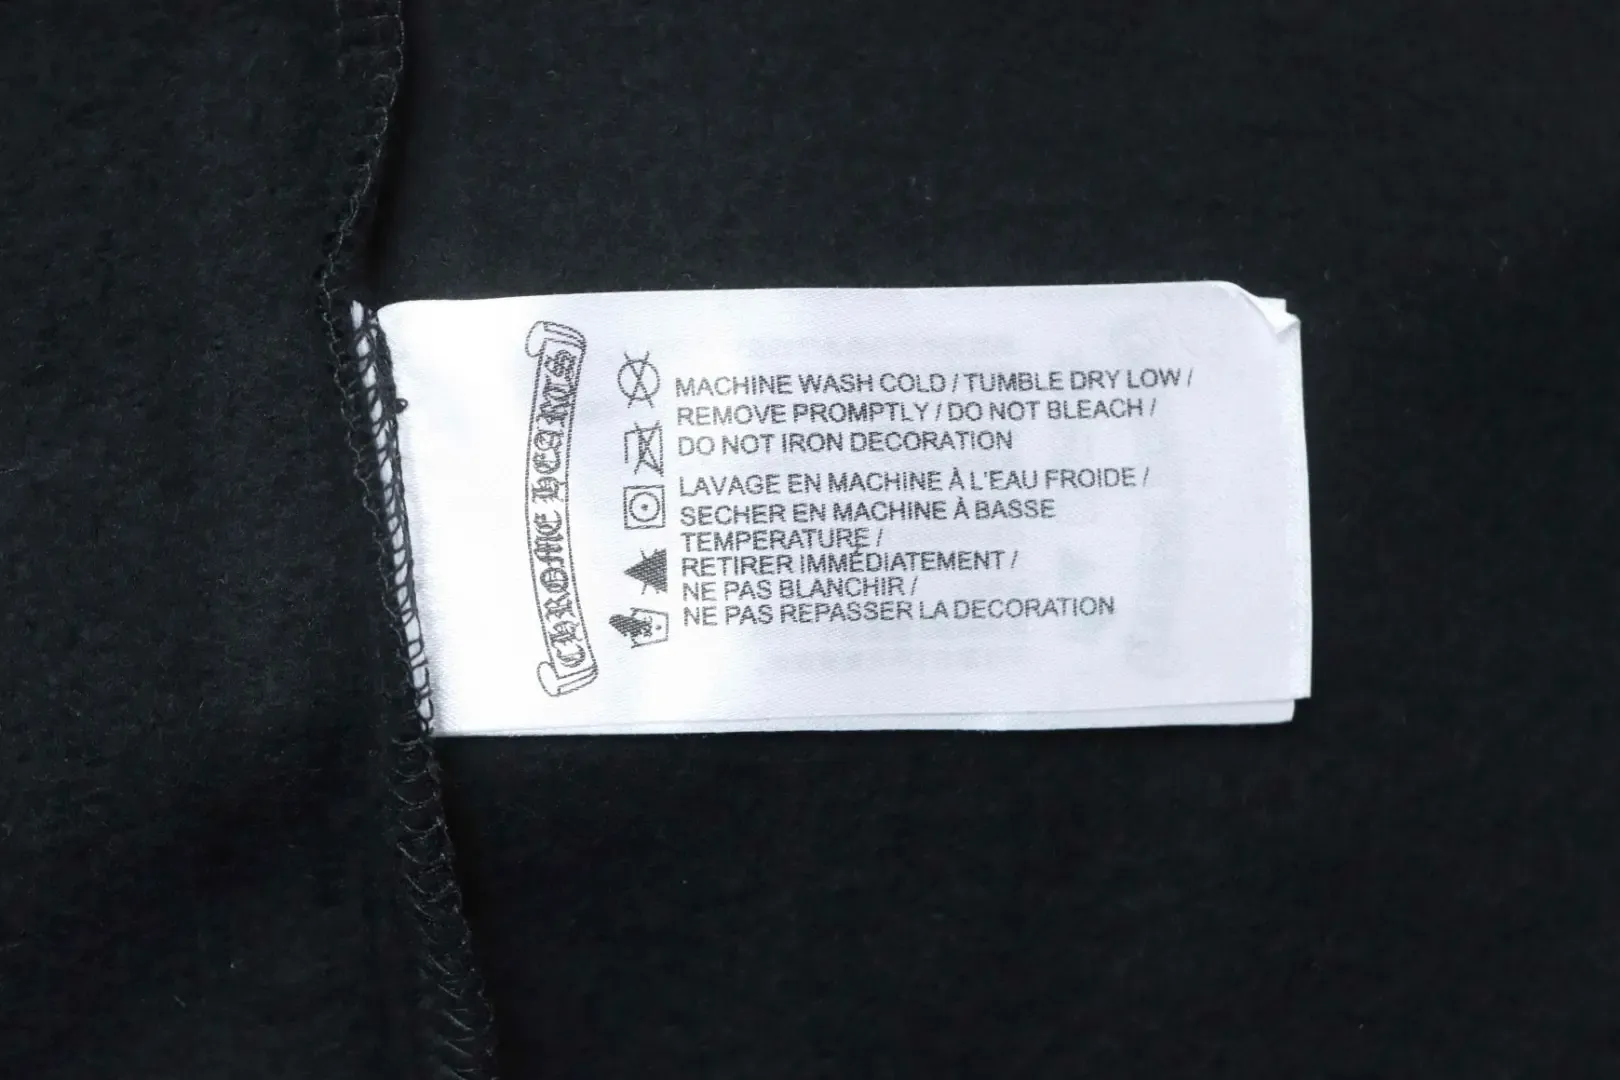 CHROME HEARTS
MACHINE WASH COLD / TUMBLE DRY LOW /
REMOVE PROMPTLY / DO NOT BLEACH /
DO NOT IRON DECORATION
LAVAGE EN MACHINE À L'EAU FROIDE /
SECHER EN MACHINE À BASSE
TEMPERATURE /
RETIRER IMMÉDIATEMENT /
NE PAS BLANCHIR /
NE PAS REPASSER LA DECORATION